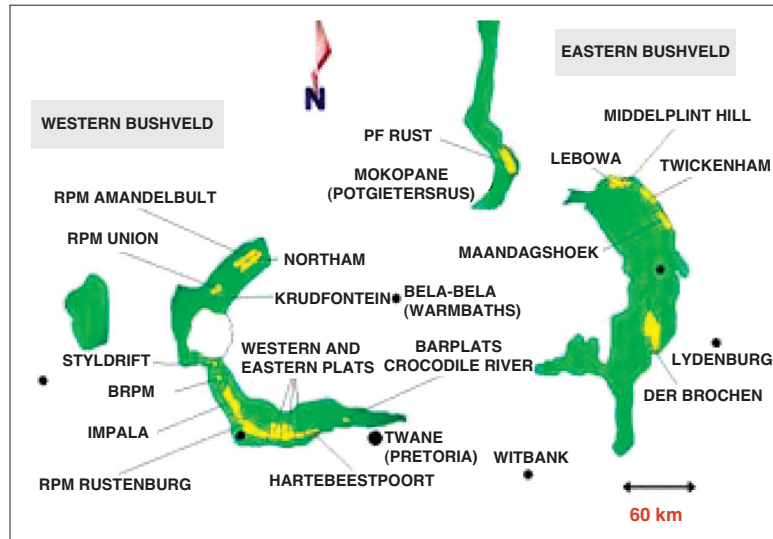 EASTERN BUSHVELD
N
WESTERN BUSHVELD
MIDDELPLINT HILL
PF RUST
LEBOWA
TWICKENHAM
MOKOPANE
(POTGIETERSRUS)
RPM AMANDELBULT
RPM UNION
NORTHAM
MAANDAGSHOEK
KRUDFONTEIN
BELA-BELA
(WARMBATHS)
STYLDRIFT
WESTERN AND
EASTERN PLATS
BARPLATS
CROCODILE RIVER
LYDENBURG
BRPM
DER BROCHEN
IMPALA
TWANE
(PRETORIA)
WITBANK
RPM RUSTENBURG
HARTEBEESTPOORT
60 km